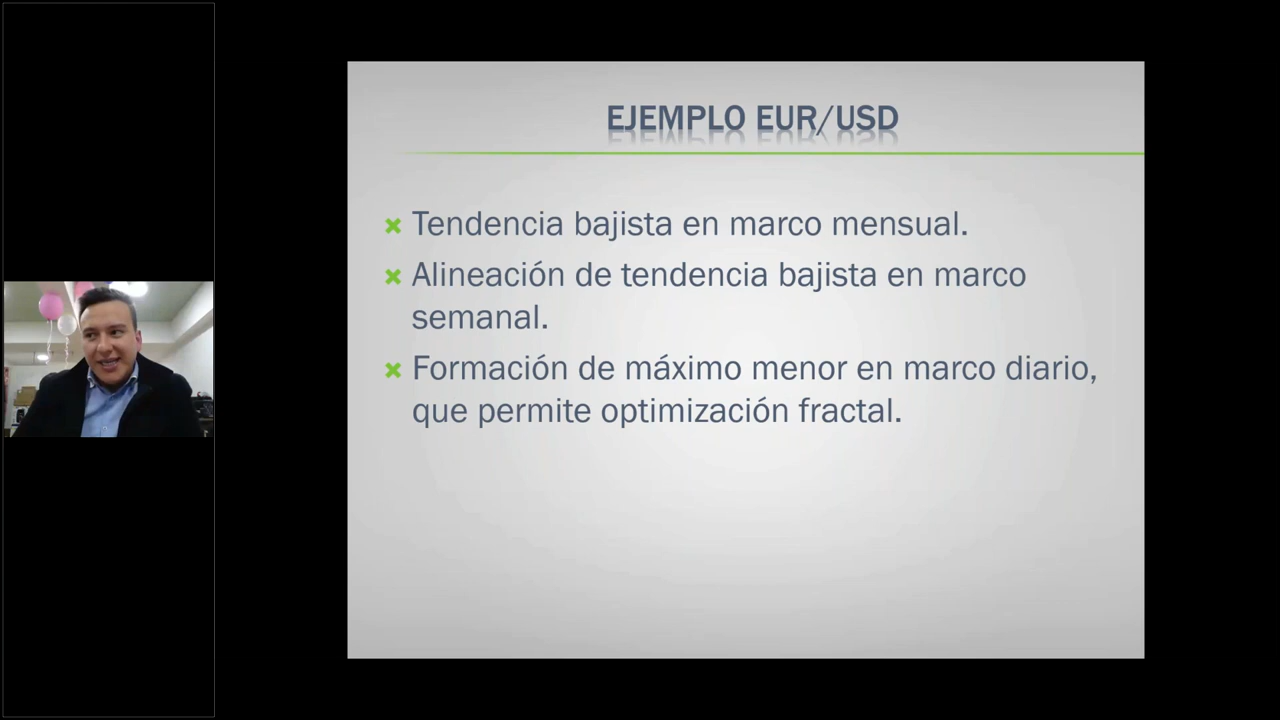 EJEMPLO EUR/USD
Tendencia bajista en marco mensual.
Alineación de tendencia bajista en marco
semanal.
Formación de máximo menor en marco diario,
que permite optimización fractal.